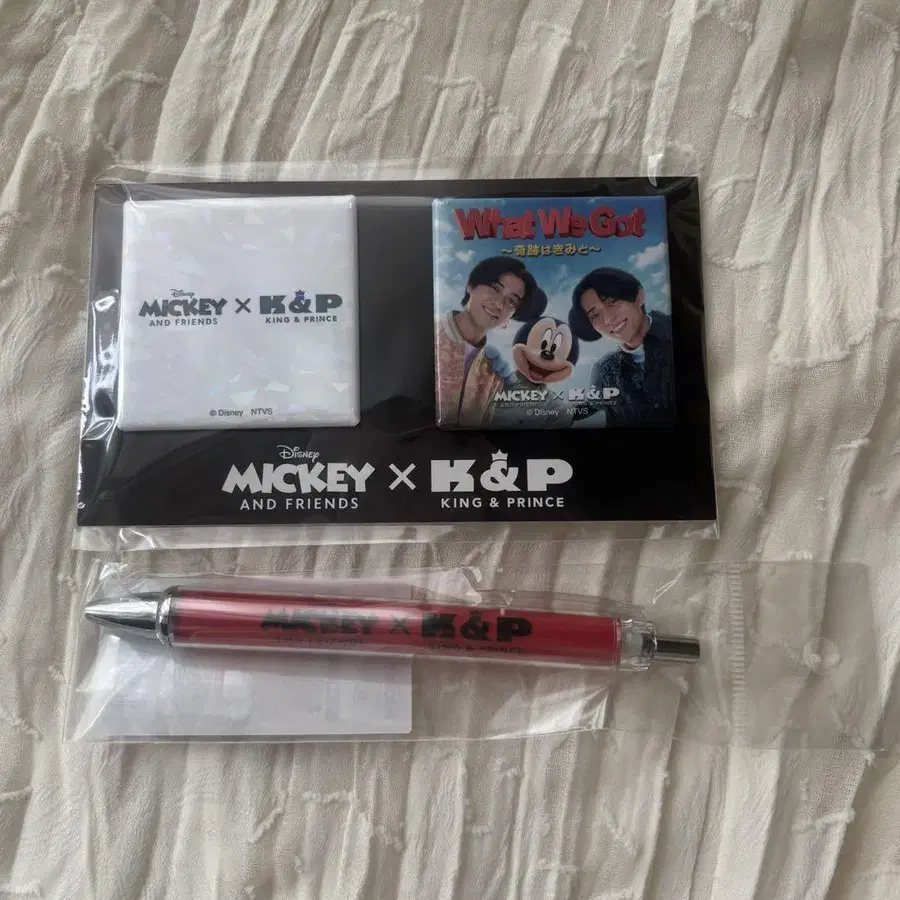 Disney
MICKEY × K&P
AND FRIENDS KING & PRINCE
© Disney NTVS
What We Got
～奇跡はきみと～
MICKEY × K&P
AND FRIENDS KING & PRINCE
© Disney NTVS
Disney
MICKEY × K&P
AND FRIENDS KING & PRINCE
MICKEY × K&P
AND FRIENDS KING & PRINCE